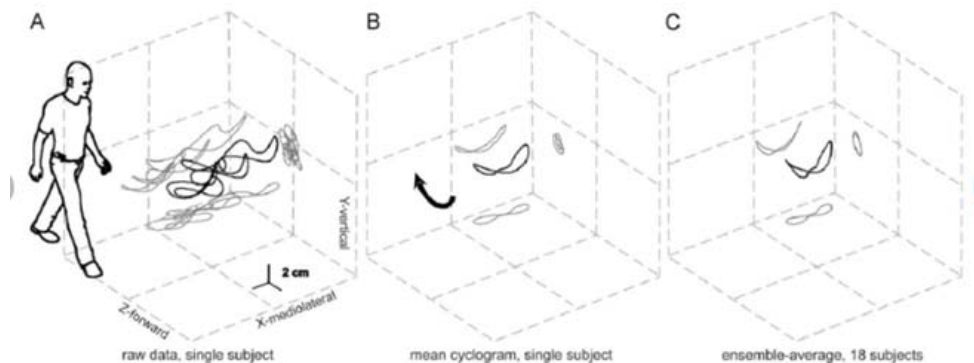 A
B
C
Y-vertical
2 cm
Z-forward
X-mediolateral
raw data, single subject
mean cyclogram, single subject
ensemble-average, 18 subjects